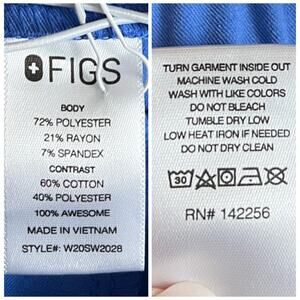 FIGS
BODY
72% POLYESTER
21% RAYON
7% SPANDEX
CONTRAST
60% COTTON
40% POLYESTER
100% AWESOME
MADE IN VIETNAM
STYLE#: W20SW2028
TURN GARMENT INSIDE OUT
MACHINE WASH COLD
WASH WITH LIKE COLORS
DO NOT BLEACH
TUMBLE DRY LOW
LOW HEAT IRON IF NEEDED
DO NOT DRY CLEAN
30
RN# 142256